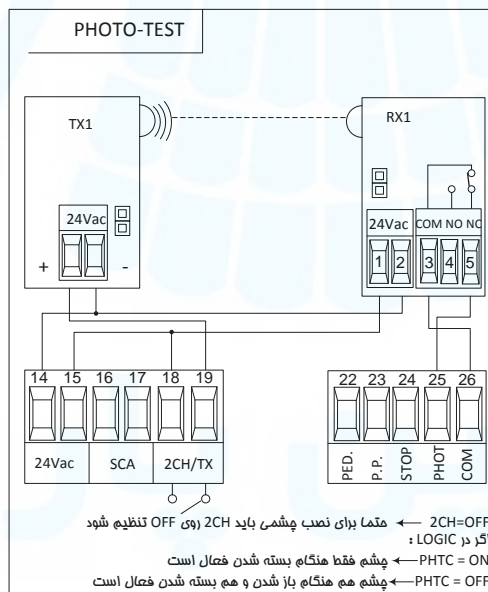 PHOTO-TEST
TX1
RX1
24Vac
+ -
24Vac COM NO NC
1 2 3 4 5
14 15 16 17 18 19
24Vac SCA 2CH/TX
22 23 24 25 26
PED. P.P. STOP PHOT COM
2CH=OFF ← حتما برای نصب چشمی باید 2CH روی OFF تنظیم شود
اگر در LOGIC :
PHTC = ON ← چشم فقط هنگام بسته شدن فعال است
PHTC = OFF ← چشم هم هنگام باز شدن و هم بسته شدن فعال است